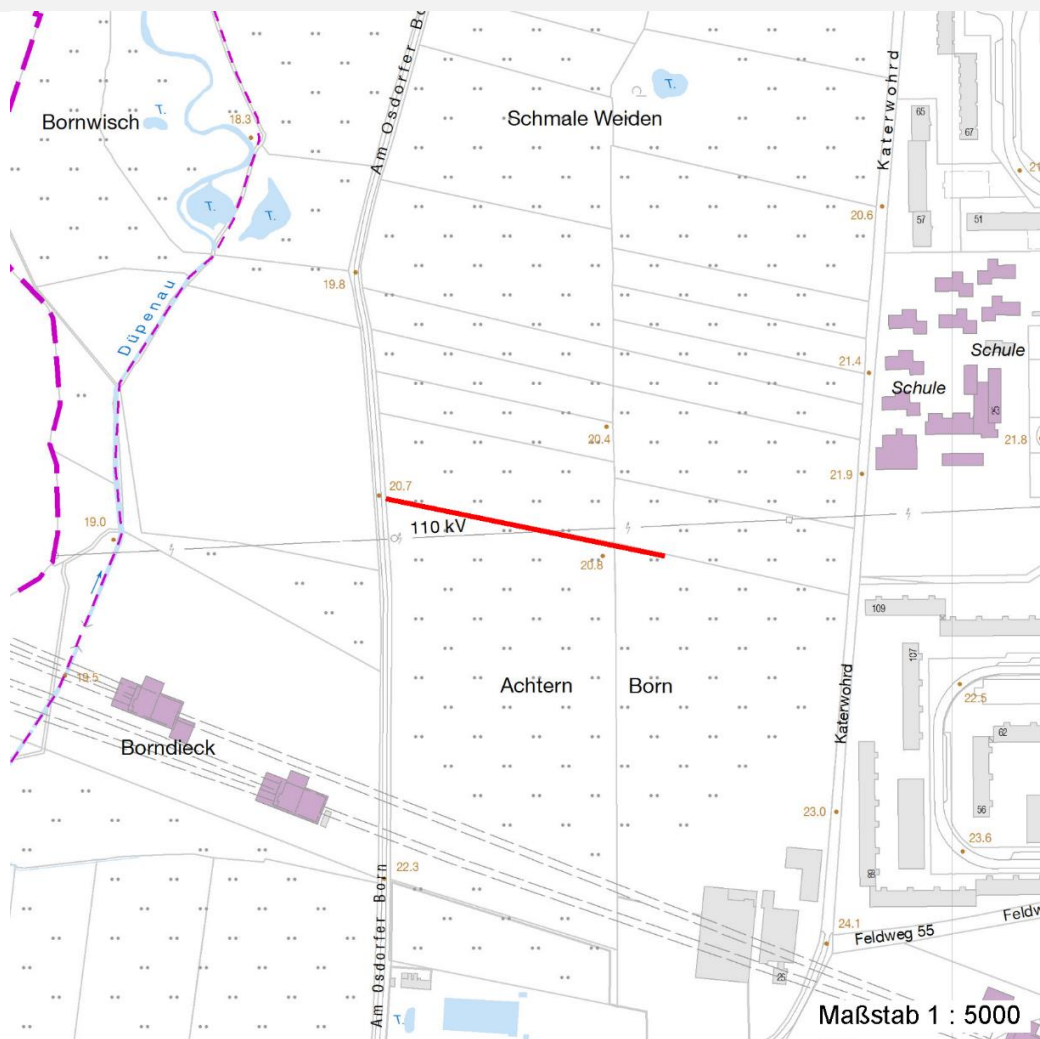 Am Osdorfer Bo
Katerwohrd
T.
Bornwisch
T.
18.3
Schmale Weiden
65
67
21
T.
T.
20.6
57
51
19.8
Düpenau
Schule
21.4
Schule
25
20.4
21.8
21.9
20.7
19.0
110 kV
20.8
109
107
19.5
Achtern Born
22.5
Katerwohrd
62
Borndieck
56
23.0
23.6
22.3
89
Am Osdorfer Born
24.1
Feldweg 55
Feldw
T.
Maßstab 1 : 5000